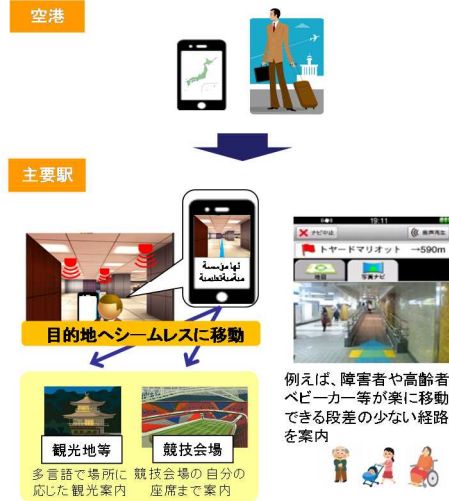 空港
主要駅
目的地へシームレスに移動
観光地等
多言語で場所に
応じた観光案内
競技会場
競技会場の自分の
座席まで案内
19:11
ナビ中止
音声再生
トヤードマリオット →590m
地図
写真ナビ
例えば、障害者や高齢者
ベビーカー等が楽に移動
できる段差の少ない経路
を案内